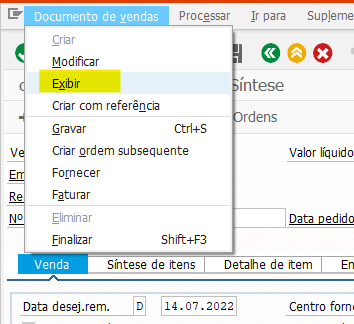 Documento de vendas Processar Ir para Supleme
Criar
Modificar
Exibir
Síntese
Criar com referência
Gravar Ctrl+S
Ordens
Criar ordem subsequente
Ve Valor líquido
Fornecer
Em
Faturar
Re
Eliminar
Nº Data pedido
Finalizar Shift+F3
Venda Síntese de itens Detalhe de item En
Data desej.rem. D 14.07.2022 Centro forne